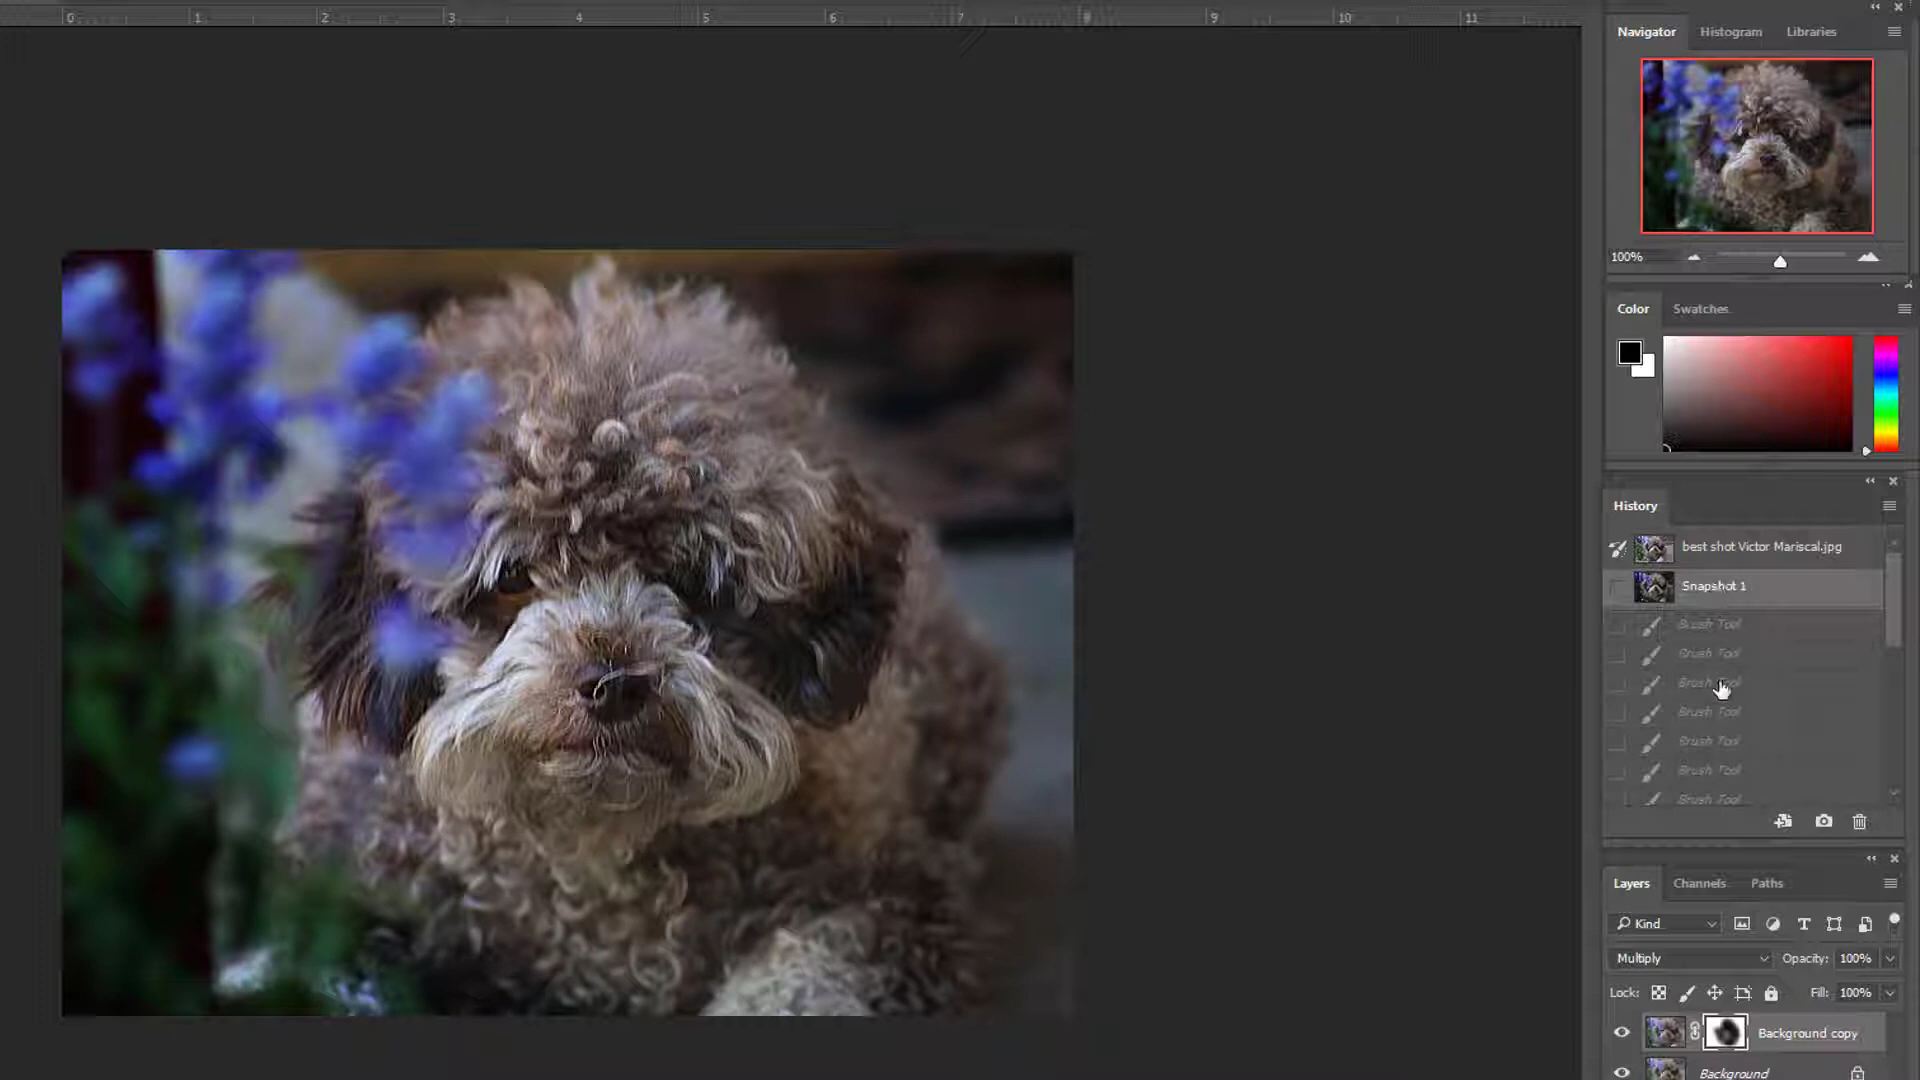 0 1 2 3 4 5 6 7 8 9 10 11
Navigator Histogram Libraries
100%
Color Swatches
History
best shot Victor Mariscal.jpg
Snapshot 1
Brush Tool
Brush Tool
Brush Tool
Brush Tool
Brush Tool
Brush Tool
Brush Tool
Layers Channels Paths
Kind
Multiply Opacity: 100%
Lock: Fill: 100%
Background copy
Background